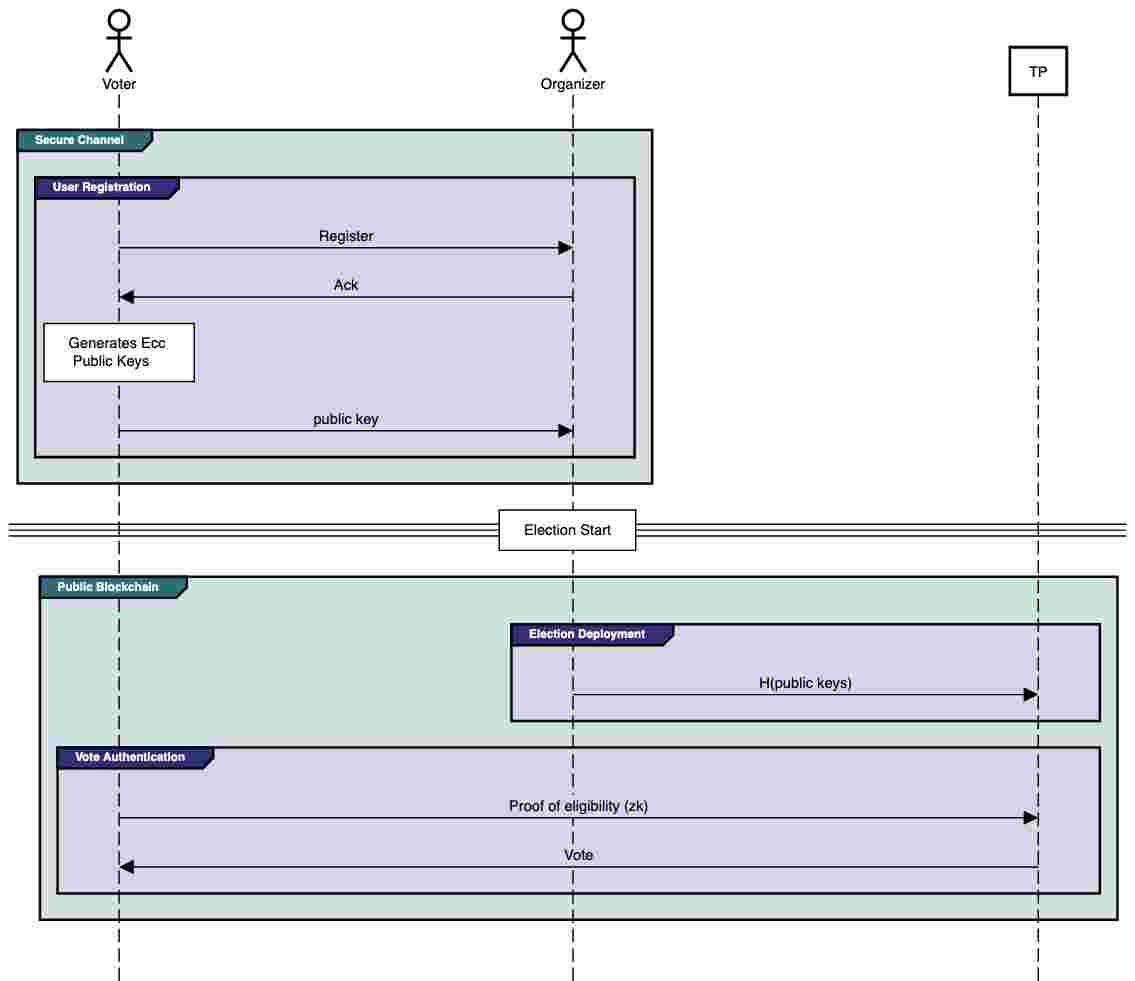 Voter
Organizer
TP
Secure Channel
User Registration
Register
Ack
Generates Ecc
Public Keys
public key
Election Start
Public Blockchain
Election Deployment
H(public keys)
Vote Authentication
Proof of eligibility (zk)
Vote